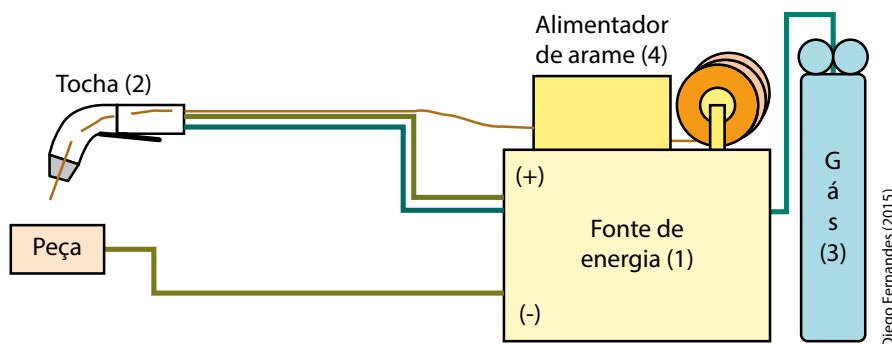 Alimentador
de arame (4)
Tocha (2)
(+)
Fonte de
energia (1)
(-)
Peça
G
á
s
(3)
Diego Fernandes (2015)